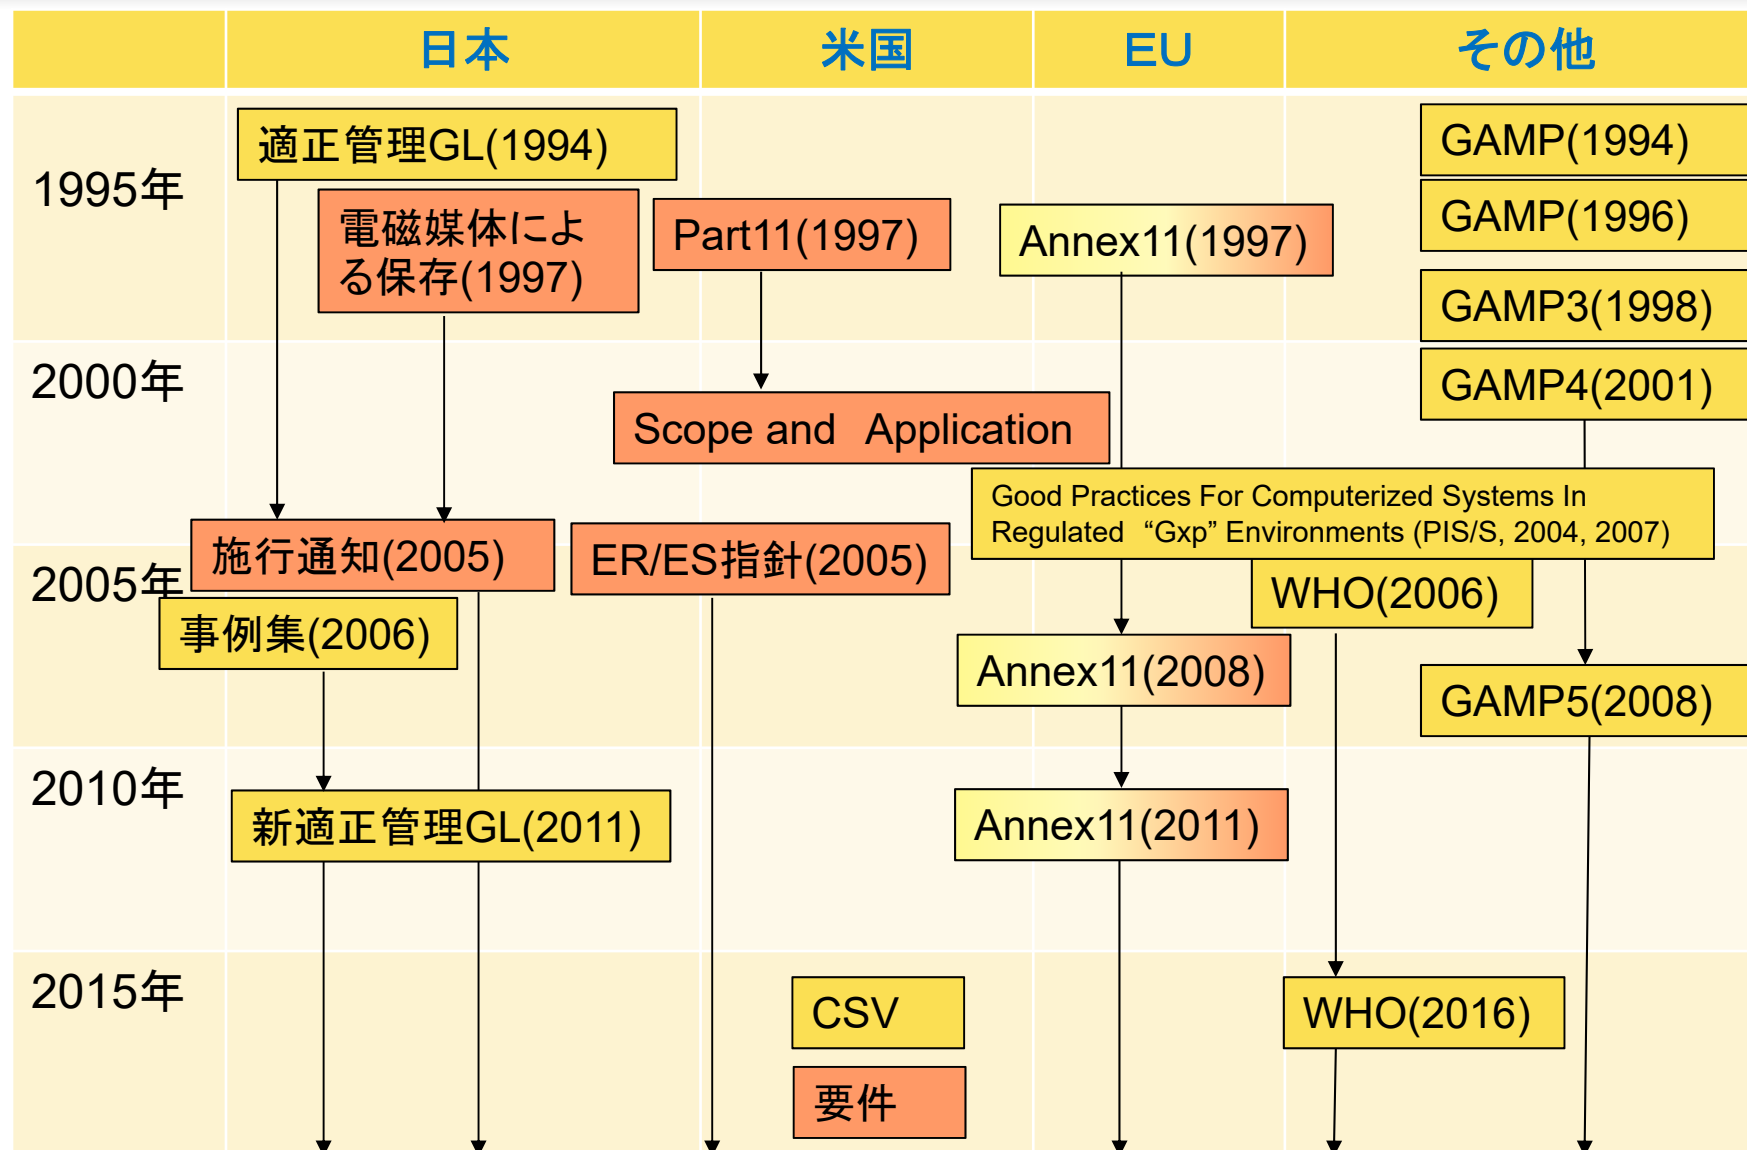 日本
米国
EU
その他
1995年
適正管理GL(1994)
電磁媒体によ
る保存(1997)
Part11(1997)
Annex11(1997)
GAMP(1994)
GAMP(1996)
GAMP3(1998)
2000年
Scope and Application
GAMP4(2001)
Good Practices For Computerized Systems In
Regulated “Gxp” Environments (PIS/S, 2004, 2007)
2005年
施行通知(2005)
ER/ES指針(2005)
WHO(2006)
事例集(2006)
Annex11(2008)
GAMP5(2008)
2010年
新適正管理GL(2011)
Annex11(2011)
2015年
CSV
WHO(2016)
要件